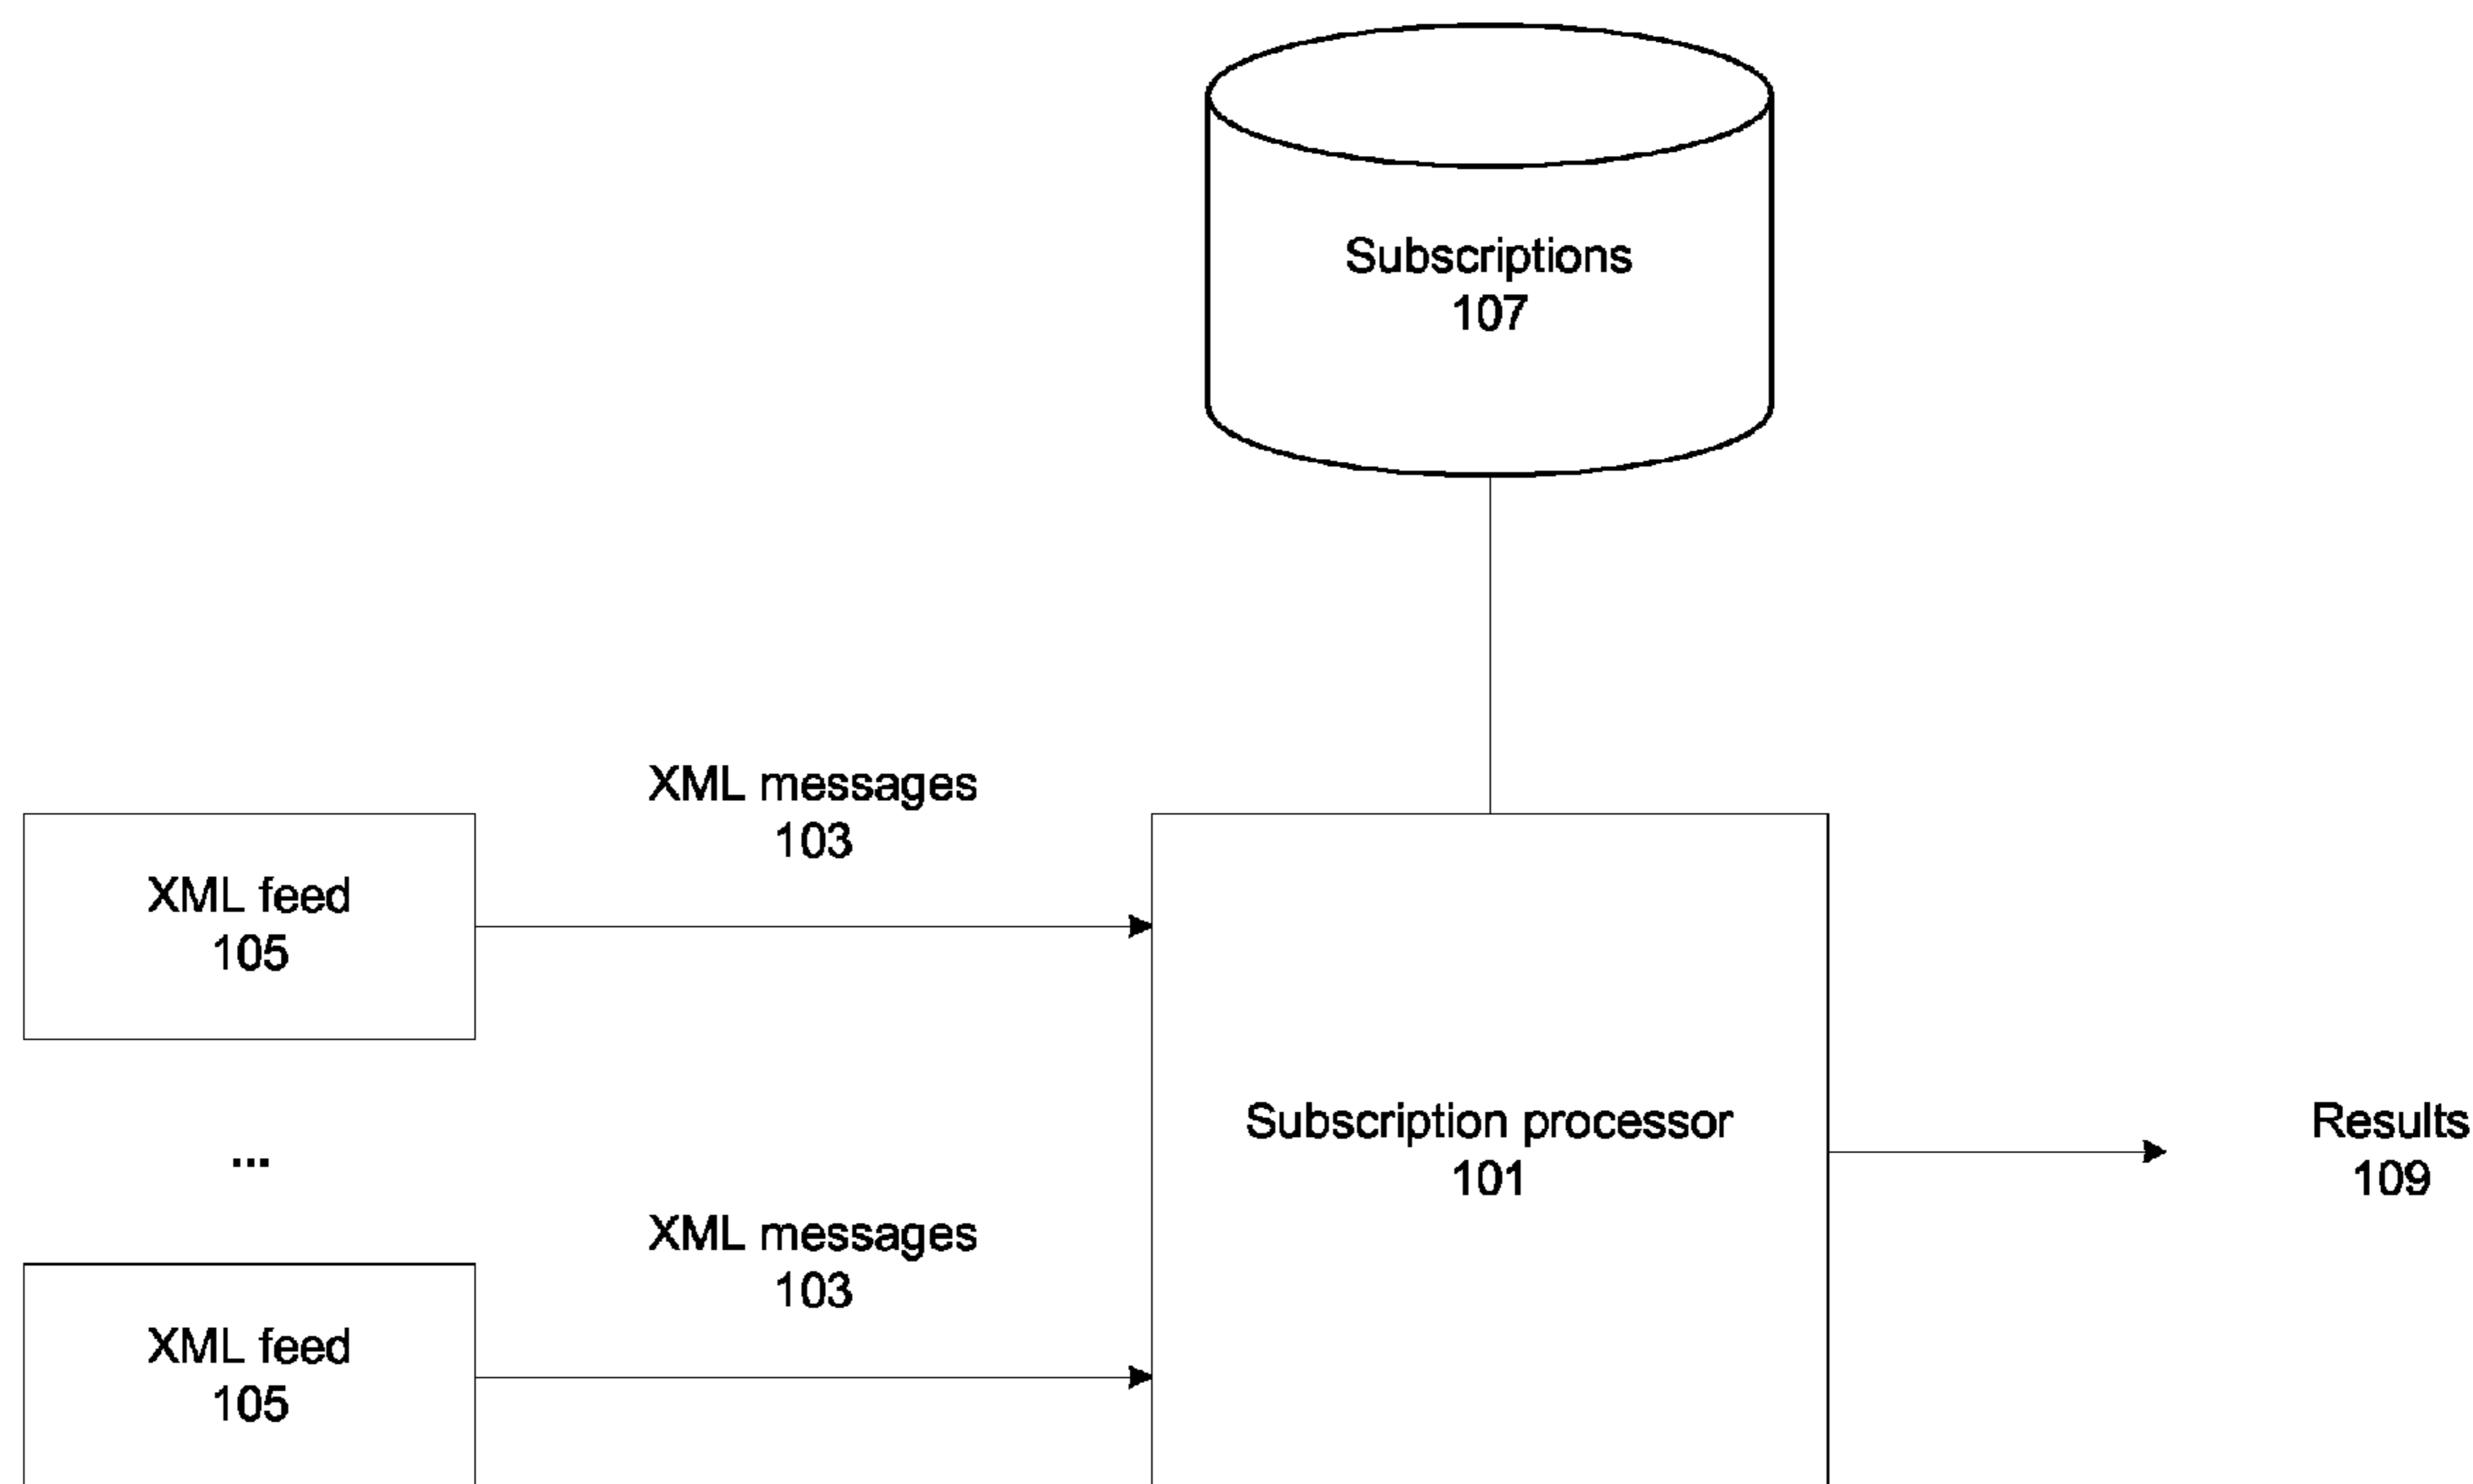 Subscriptions
107
XML messages
103
XML feed
105
Subscription processor
101
Results
109
...
XML messages
103
XML feed
105